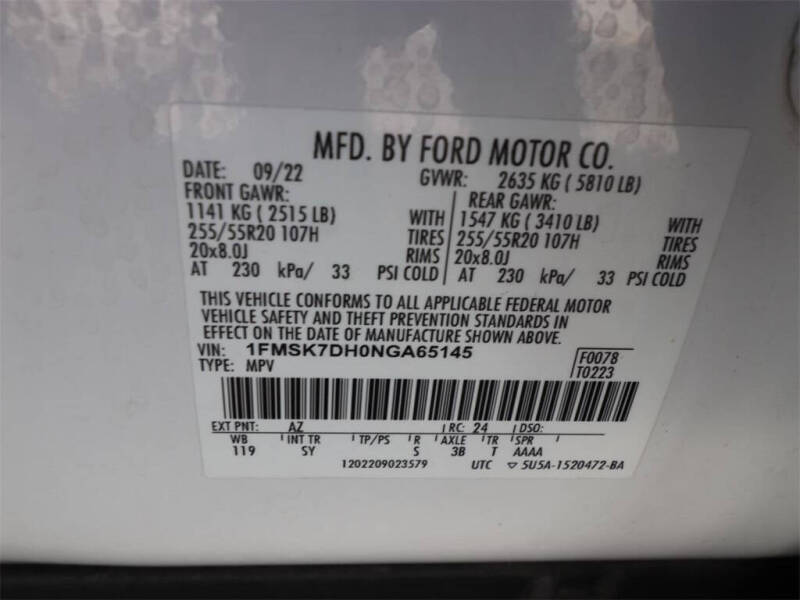 MFD. BY FORD MOTOR CO.
DATE: 09/22 GVWR: 2635 KG ( 5810 LB)
FRONT GAWR: REAR GAWR:
1141 KG ( 2515 LB) WITH 1547 KG ( 3410 LB) WITH
255/55R20 107H TIRES 255/55R20 107H TIRES
20x8.0J RIMS 20x8.0J RIMS
AT 230 kPa/ 33 PSI COLD AT 230 kPa/ 33 PSI COLD
THIS VEHICLE CONFORMS TO ALL APPLICABLE FEDERAL MOTOR
VEHICLE SAFETY AND THEFT PREVENTION STANDARDS IN
EFFECT ON THE DATE OF MANUFACTURE SHOWN ABOVE.
VIN: 1FMSK7DH0NGA65145 F0078
TYPE: MPV T0223
EXT PNT: AZ RC: 24 DSO:
WB INT TR TP/PS R AXLE TR SPR
119 SY S 3B T AAAA
1202209023579 UTC ▽ 5U5A-1520472-BA